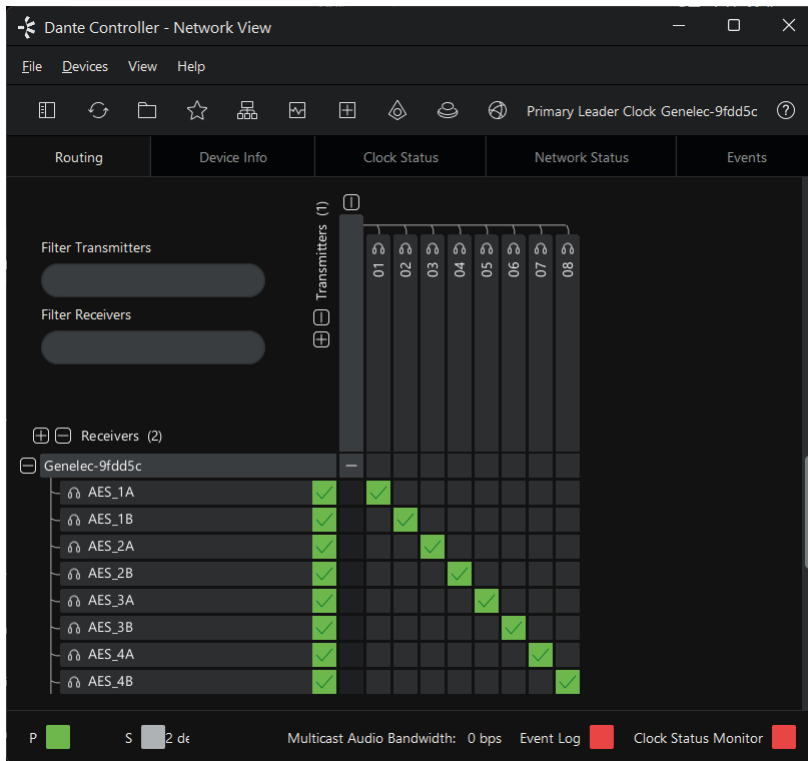 Dante Controller - Network View
File Devices View Help
Primary Leader Clock Genelec-9fdd5c
Routing Device Info Clock Status Network Status Events
Transmitters (1)
01 02 03 04 05 06 07 08
Filter Transmitters
Filter Receivers
Receivers (2)
Genelec-9fdd5c
AES_1A
AES_1B
AES_2A
AES_2B
AES_3A
AES_3B
AES_4A
AES_4B
P S 2 de Multicast Audio Bandwidth: 0 bps Event Log Clock Status Monitor